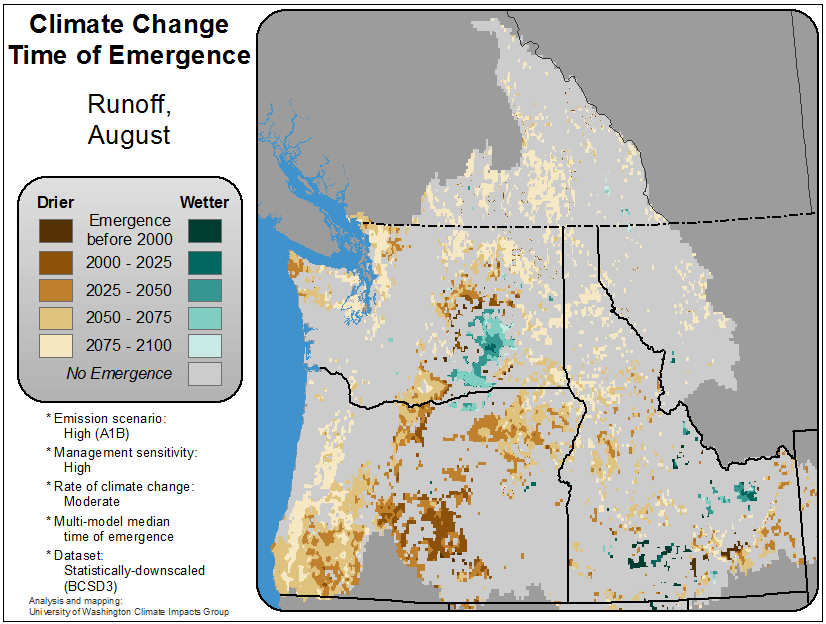 Climate Change
Time of Emergence
Runoff,
August
Drier Wetter
Emergence
before 2000
2000 - 2025
2025 - 2050
2050 - 2075
2075 - 2100
No Emergence
* Emission scenario:
High (A1B)
* Management sensitivity:
High
* Rate of climate change:
Moderate
* Multi-model median
time of emergence
* Dataset:
Statistically-downscaled
(BCSD3)
Analysis and mapping:
University of Washington Climate Impacts Group